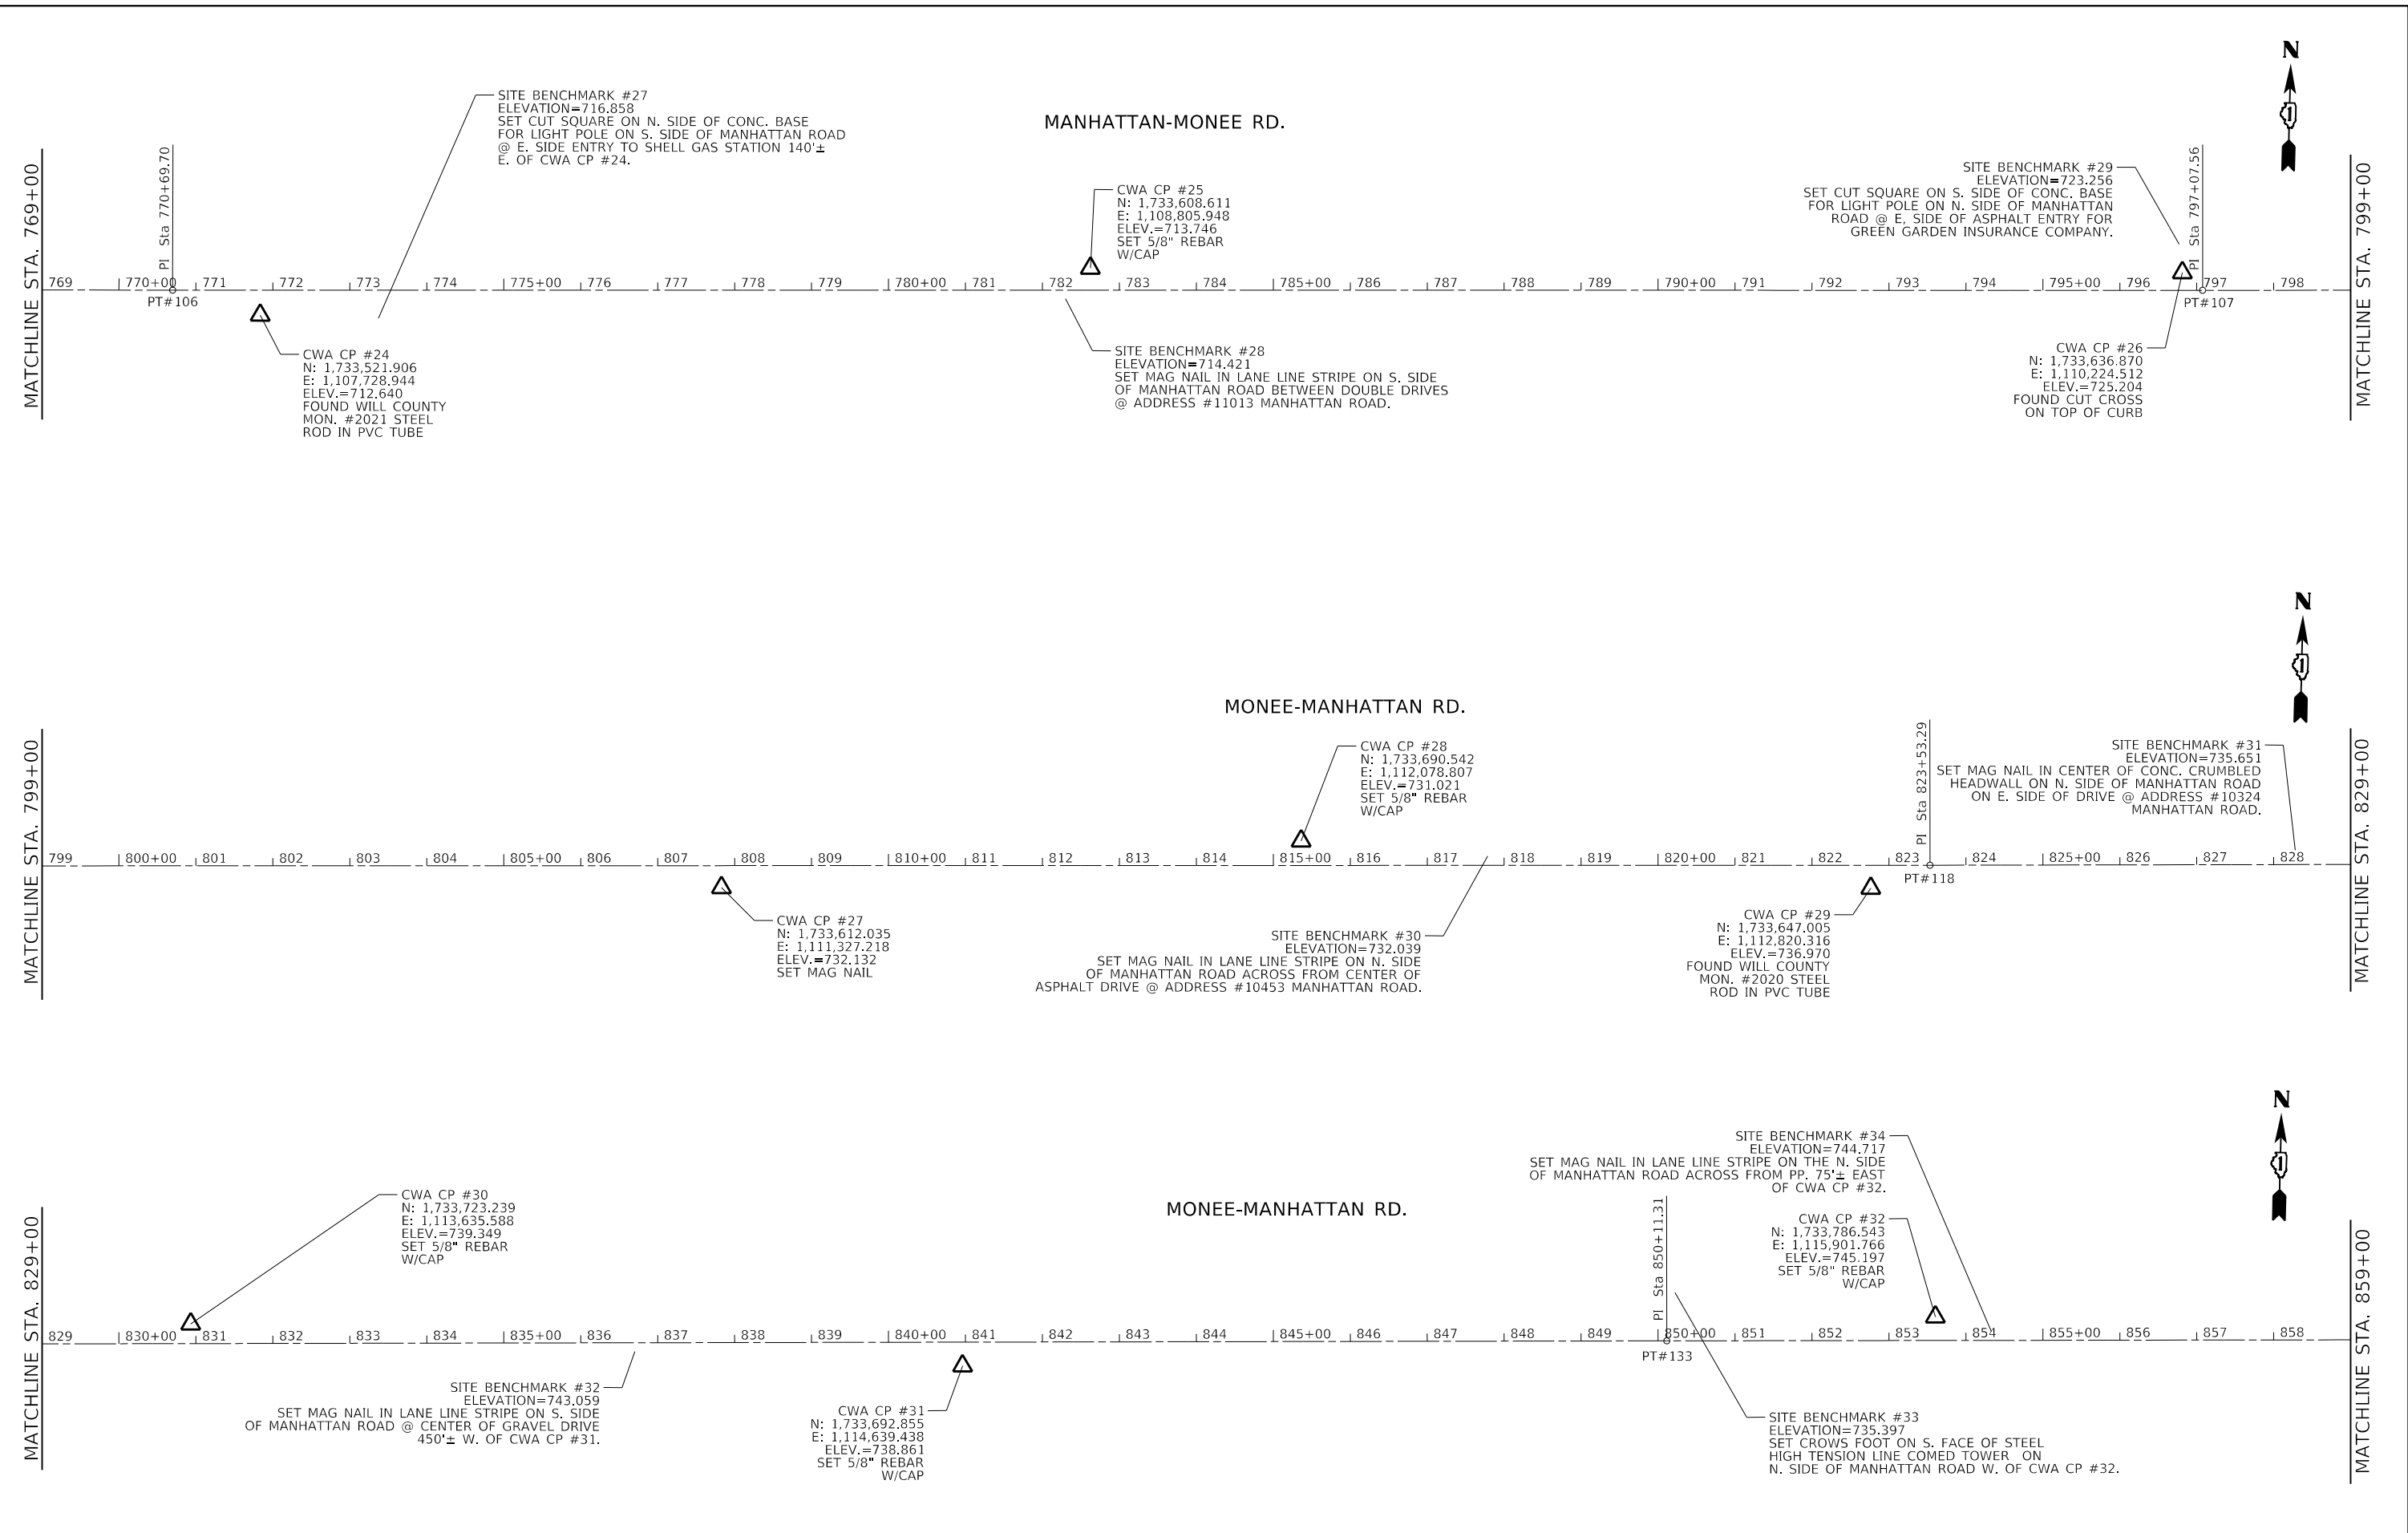 N
SITE BENCHMARK #27
ELEVATION=716.858
SET CUT SQUARE ON N. SIDE OF CONC. BASE
FOR LIGHT POLE ON S. SIDE OF MANHATTAN ROAD
@ E. SIDE ENTRY TO SHELL GAS STATION 140'±
E. OF CWA CP #24.
MANHATTAN-MONEE RD.
CWA CP #25
N: 1,733,608.611
E: 1,108,805.948
ELEV.=713.746
SET 5/8" REBAR
W/CAP
SITE BENCHMARK #29
ELEVATION=723.256
SET CUT SQUARE ON S. SIDE OF CONC. BASE
FOR LIGHT POLE ON N. SIDE OF MANHATTAN
ROAD @ E. SIDE OF ASPHALT ENTRY FOR
GREEN GARDEN INSURANCE COMPANY.
MATCHLINE STA. 769+00
PI Sta 770+69.70
PI Sta 797+07.56
MATCHLINE STA. 799+00
769 770+00 771 772 773 774 775+00 776 777 778 779 780+00 781 782 783 784 785+00 786 787 788 789 790+00 791 792 793 794 795+00 796 797 798
PT#106
PT#107
CWA CP #24
N: 1,733,521.906
E: 1,107,728.944
ELEV.=712.640
FOUND WILL COUNTY
MON. #2021 STEEL
ROD IN PVC TUBE
SITE BENCHMARK #28
ELEVATION=714.421
SET MAG NAIL IN LANE LINE STRIPE ON S. SIDE
OF MANHATTAN ROAD BETWEEN DOUBLE DRIVES
@ ADDRESS #11013 MANHATTAN ROAD.
CWA CP #26
N: 1,733,636.870
E: 1,110,224.512
ELEV.=725.204
FOUND CUT CROSS
ON TOP OF CURB
N
MONEE-MANHATTAN RD.
CWA CP #28
N: 1,733,690.542
E: 1,112,078.807
ELEV.=731.021
SET 5/8" REBAR
W/CAP
SITE BENCHMARK #31
ELEVATION=735.651
SET MAG NAIL IN CENTER OF CONC. CRUMBLED
HEADWALL ON N. SIDE OF MANHATTAN ROAD
ON E. SIDE OF DRIVE @ ADDRESS #10324
MANHATTAN ROAD.
MATCHLINE STA. 799+00
PI Sta 823+53.29
MATCHLINE STA. 829+00
799 800+00 801 802 803 804 805+00 806 807 808 809 810+00 811 812 813 814 815+00 816 817 818 819 820+00 821 822 823 824 825+00 826 827 828
PT#118
CWA CP #27
N: 1,733,612.035
E: 1,111,327.218
ELEV.=732.132
SET MAG NAIL
SITE BENCHMARK #30
ELEVATION=732.039
SET MAG NAIL IN LANE LINE STRIPE ON N. SIDE
OF MANHATTAN ROAD ACROSS FROM CENTER OF
ASPHALT DRIVE @ ADDRESS #10453 MANHATTAN ROAD.
CWA CP #29
N: 1,733,647.005
E: 1,112,820.316
ELEV.=736.970
FOUND WILL COUNTY
MON. #2020 STEEL
ROD IN PVC TUBE
N
SITE BENCHMARK #34
ELEVATION=744.717
SET MAG NAIL IN LANE LINE STRIPE ON THE N. SIDE
OF MANHATTAN ROAD ACROSS FROM PP. 75'± EAST
OF CWA CP #32.
CWA CP #30
N: 1,733,723.239
E: 1,113,635.588
ELEV.=739.349
SET 5/8" REBAR
W/CAP
MONEE-MANHATTAN RD.
CWA CP #32
N: 1,733,786.543
E: 1,115,901.766
ELEV.=745.197
SET 5/8" REBAR
W/CAP
MATCHLINE STA. 829+00
PI Sta 850+11.31
MATCHLINE STA. 859+00
829 830+00 831 832 833 834 835+00 836 837 838 839 840+00 841 842 843 844 845+00 846 847 848 849 850+00 851 852 853 854 855+00 856 857 858
PT#133
SITE BENCHMARK #32
ELEVATION=743.059
SET MAG NAIL IN LANE LINE STRIPE ON S. SIDE
OF MANHATTAN ROAD @ CENTER OF GRAVEL DRIVE
450'± W. OF CWA CP #31.
CWA CP #31
N: 1,733,692.855
E: 1,114,639.438
ELEV.=738.861
SET 5/8" REBAR
W/CAP
SITE BENCHMARK #33
ELEVATION=735.397
SET CROWS FOOT ON S. FACE OF STEEL
HIGH TENSION LINE COMED TOWER ON
N. SIDE OF MANHATTAN ROAD W. OF CWA CP #32.